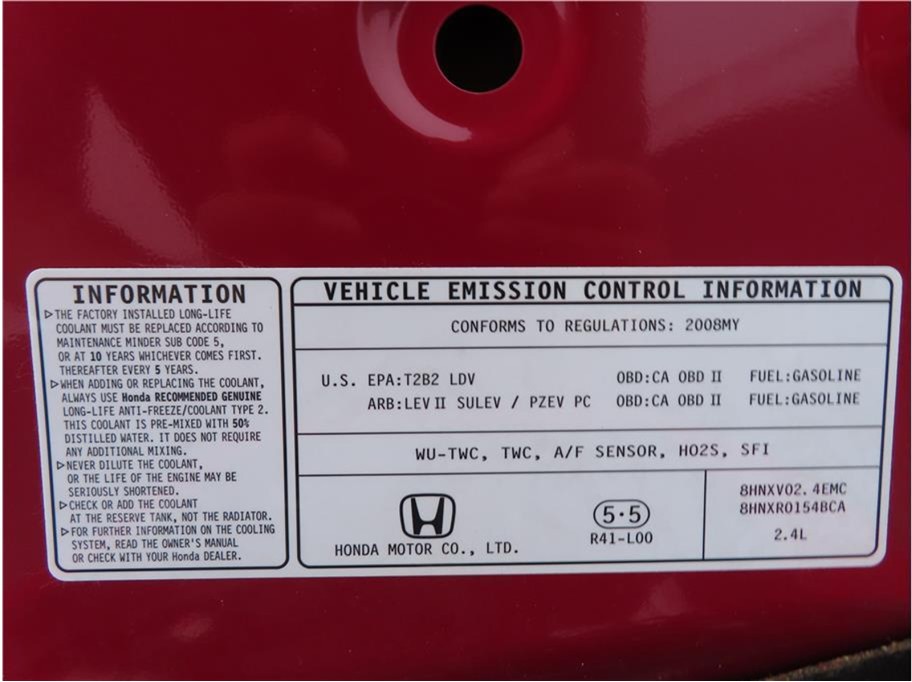 INFORMATION
▷THE FACTORY INSTALLED LONG-LIFE
COOLANT MUST BE REPLACED ACCORDING TO
MAINTENANCE MINDER SUB CODE 5,
OR AT 10 YEARS WHICHEVER COMES FIRST.
THEREAFTER EVERY 5 YEARS.
▷WHEN ADDING OR REPLACING THE COOLANT,
ALWAYS USE Honda RECOMMENDED GENUINE
LONG-LIFE ANTI-FREEZE/COOLANT TYPE 2.
THIS COOLANT IS PRE-MIXED WITH 50%
DISTILLED WATER. IT DOES NOT REQUIRE
ANY ADDITIONAL MIXING.
▷NEVER DILUTE THE COOLANT,
OR THE LIFE OF THE ENGINE MAY BE
SERIOUSLY SHORTENED.
▷CHECK OR ADD THE COOLANT
AT THE RESERVE TANK, NOT THE RADIATOR.
▷FOR FURTHER INFORMATION ON THE COOLING
SYSTEM, READ THE OWNER'S MANUAL
OR CHECK WITH YOUR Honda DEALER.
VEHICLE EMISSION CONTROL INFORMATION
CONFORMS TO REGULATIONS: 2008MY
U.S. EPA:T2B2 LDV OBD:CA OBD II FUEL:GASOLINE
ARB:LEV II SULEV / PZEV PC OBD:CA OBD II FUEL:GASOLINE
WU-TWC, TWC, A/F SENSOR, HO2S, SFI
HONDA MOTOR CO., LTD.
5·5
R41-L00
8HNXV02.4EMC
8HNXR0154BCA
2.4L